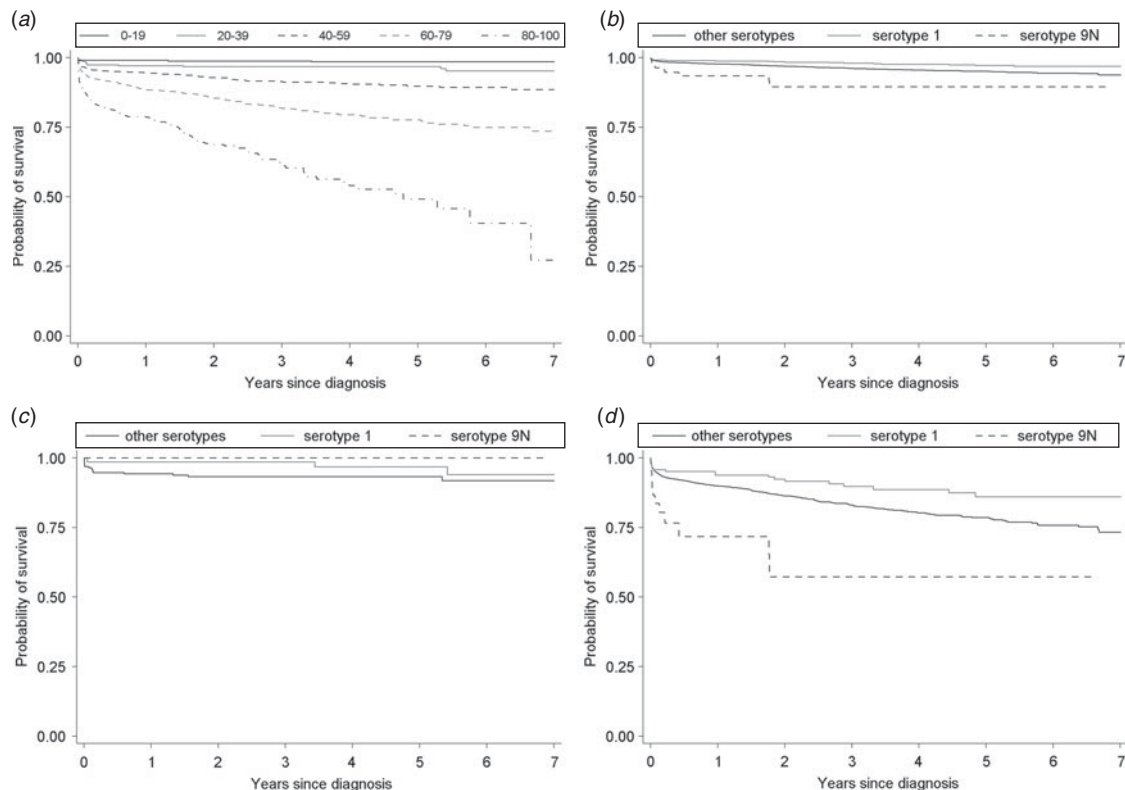 (a)
0-19 20-39 40-59 60-79 80-100
1.00
0.75
0.50
0.25
0.00
Probability of survival
0 1 2 3 4 5 6 7
Years since diagnosis
(b)
other serotypes serotype 1 serotype 9N
1.00
0.75
0.50
0.25
0.00
Probability of survival
0 1 2 3 4 5 6 7
Years since diagnosis
(c)
other serotypes serotype 1 serotype 9N
1.00
0.75
0.50
0.25
0.00
Probability of survival
0 1 2 3 4 5 6 7
Years since diagnosis
(d)
other serotypes serotype 1 serotype 9N
1.00
0.75
0.50
0.25
0.00
Probability of survival
0 1 2 3 4 5 6 7
Years since diagnosis